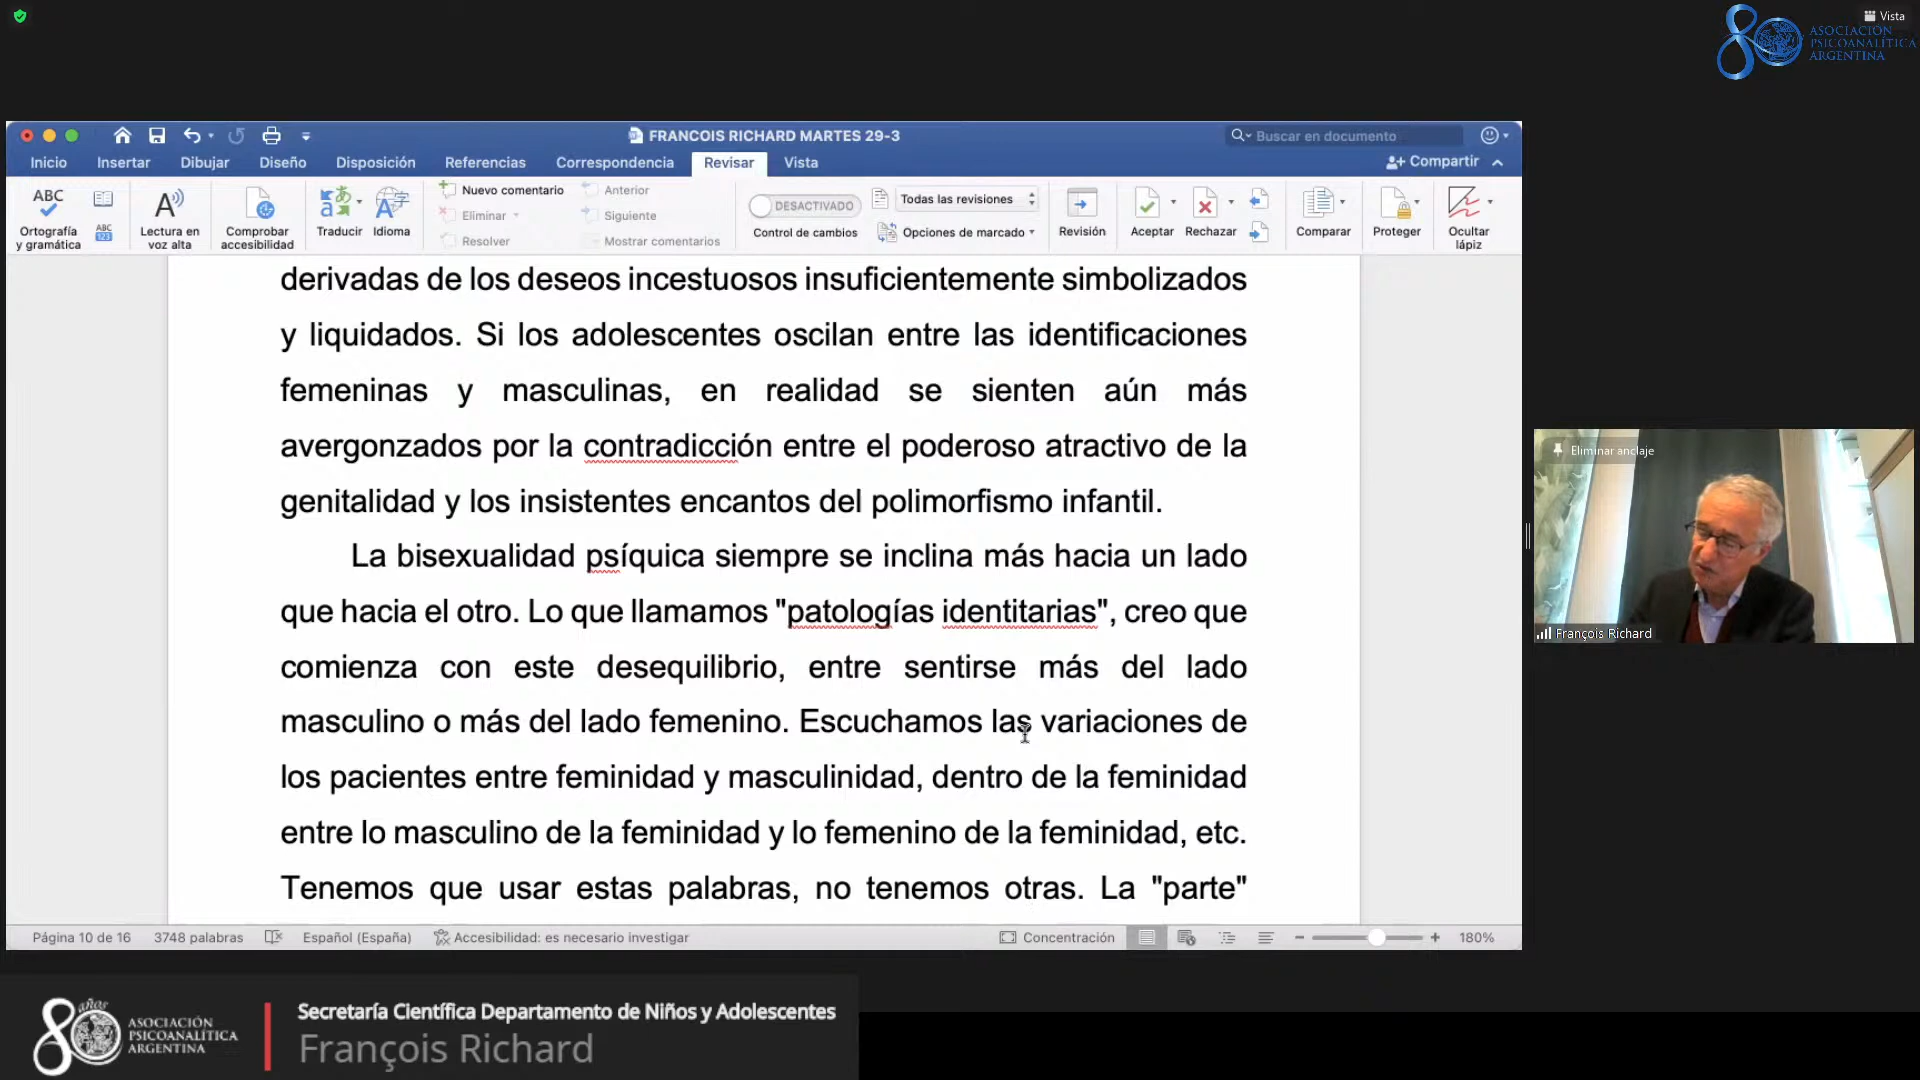 Vista
ASOCIACIÓN
PSICOANALÍTICA
ARGENTINA
FRANCOIS RICHARD MARTES 29-3
Buscar en documento
Inicio Insertar Dibujar Diseño Disposición Referencias Correspondencia Revisar Vista
Compartir
ABC
Ortografía
y gramática
ABC
123
Lectura en
voz alta
Comprobar
accesibilidad
Traducir
Idioma
Nuevo comentario
Eliminar
Resolver
Anterior
Siguiente
Mostrar comentarios
DESACTIVADO
Control de cambios
Todas las revisiones
Opciones de marcado
Revisión
Aceptar
Rechazar
Comparar
Proteger
Ocultar
lápiz
derivadas de los deseos incestuosos insuficientemente simbolizados
y liquidados. Si los adolescentes oscilan entre las identificaciones
femeninas y masculinas, en realidad se sienten aún más
avergonzados por la contradicción entre el poderoso atractivo de la
genitalidad y los insistentes encantos del polimorfismo infantil.
La bisexualidad psíquica siempre se inclina más hacia un lado
que hacia el otro. Lo que llamamos "patologías identitarias", creo que
comienza con este desequilibrio, entre sentirse más del lado
masculino o más del lado femenino. Escuchamos las variaciones de
los pacientes entre feminidad y masculinidad, dentro de la feminidad
entre lo masculino de la feminidad y lo femenino de la feminidad, etc.
Tenemos que usar estas palabras, no tenemos otras. La "parte"
Eliminar anclaje
François Richard
Página 10 de 16 3748 palabras Español (España) Accesibilidad: es necesario investigar Concentración 180%
80 años
ASOCIACIÓN
PSICOANALÍTICA
ARGENTINA
Secretaría Científica Departamento de Niños y Adolescentes
François Richard